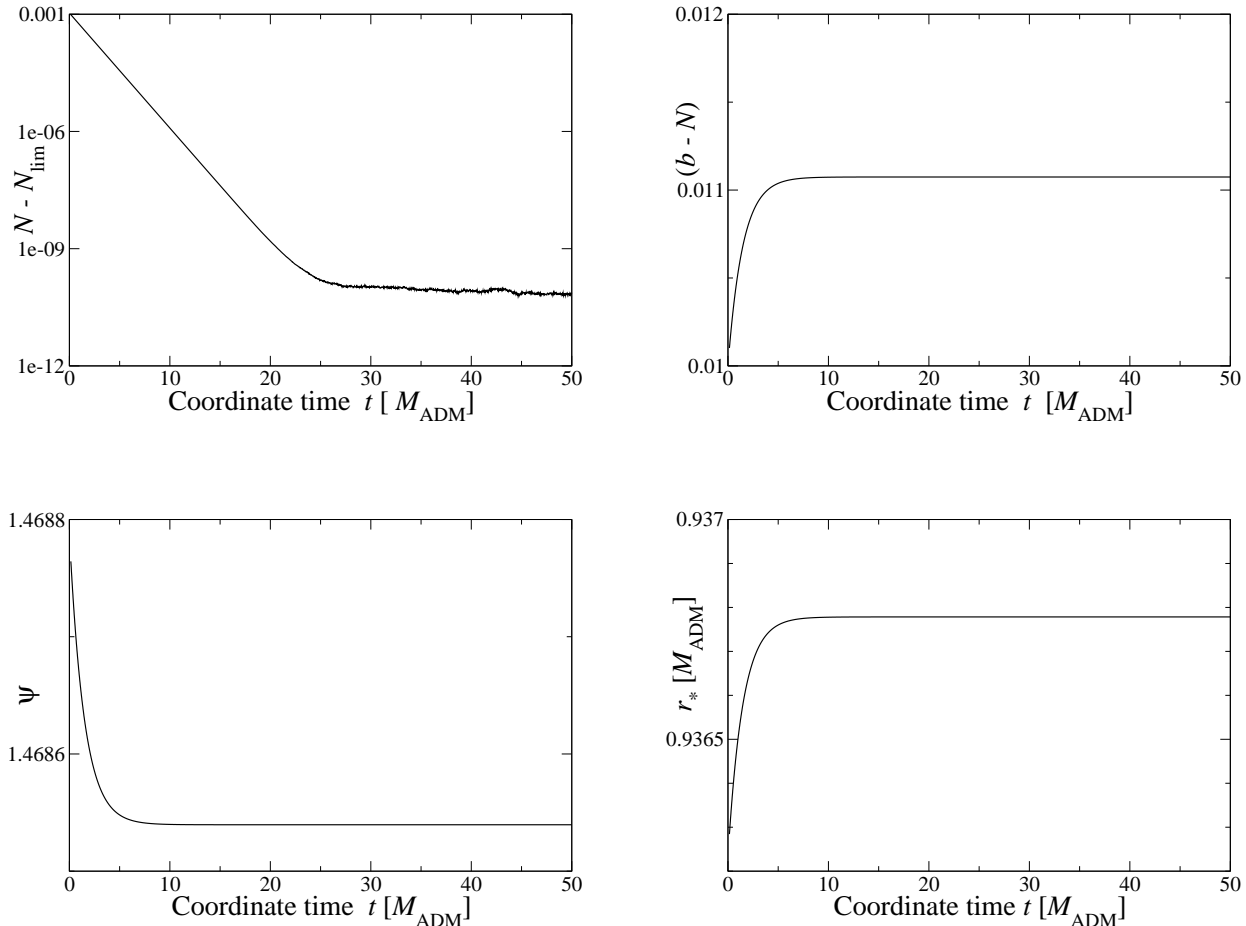 0.001
1e-06
1e-09
1e-12
N - N_lim
0 10 20 30 40 50
Coordinate time t [ M_ADM]
0.012
0.011
0.01
(b - N)
0 10 20 30 40 50
Coordinate time t [M_ADM]
1.4688
1.4686
ψ
0 10 20 30 40 50
Coordinate time t [M_ADM]
0.937
0.9365
r_* [M_ADM]
0 10 20 30 40 50
Coordinate time t [M_ADM]